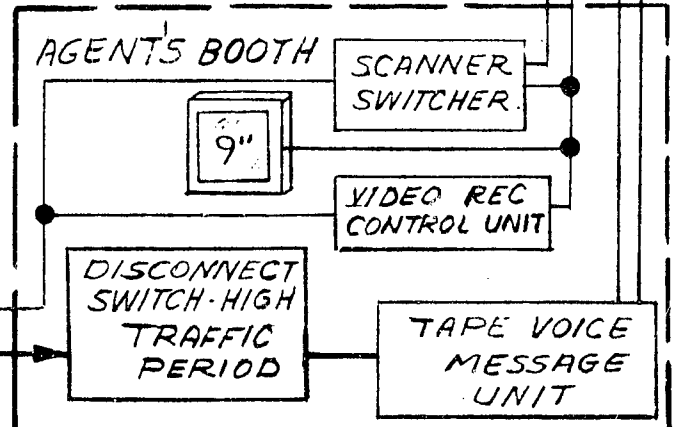 AGENT'S BOOTH
SCANNER
SWITCHER
9"
VIDEO REC
CONTROL UNIT
DISCONNECT
SWITCH-HIGH
TRAFFIC
PERIOD
TAPE VOICE
MESSAGE
UNIT